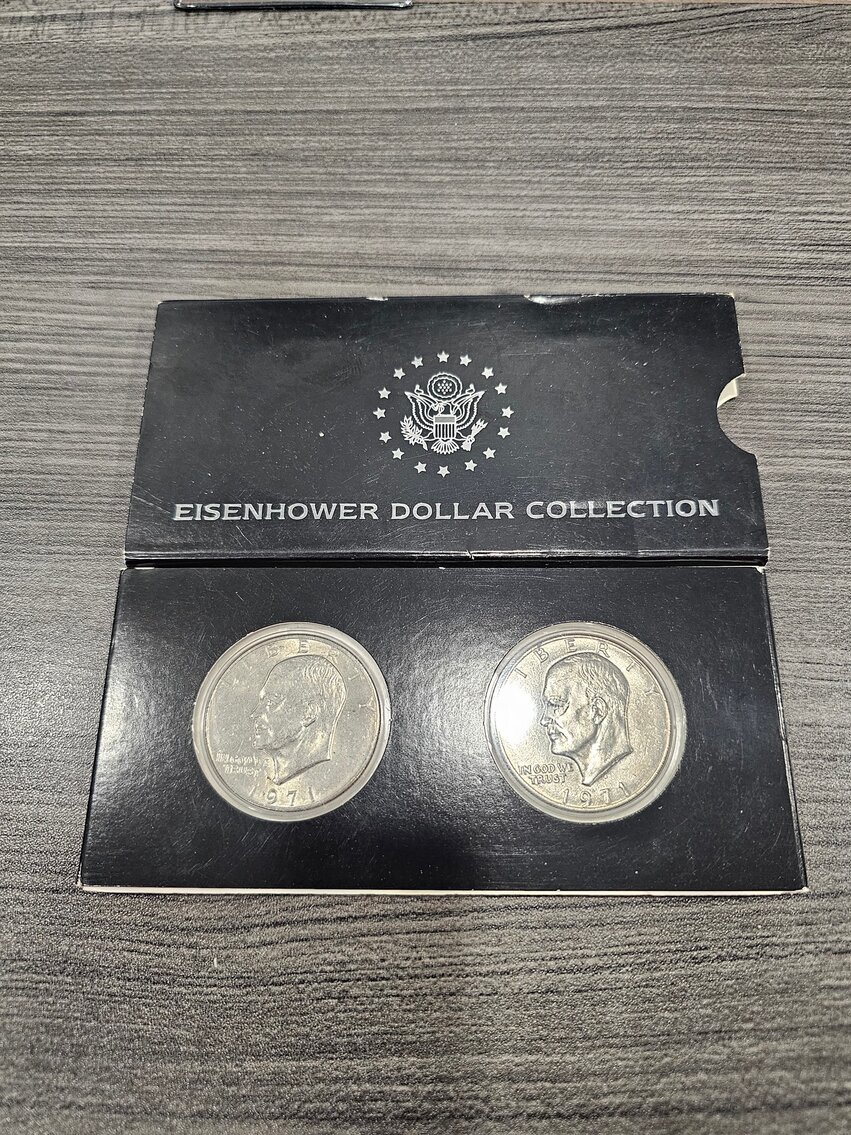 EISENHOWER DOLLAR COLLECTION
LIBERTY
IN GOD WE
TRUST
1971
LIBERTY
IN GOD WE
TRUST
1971